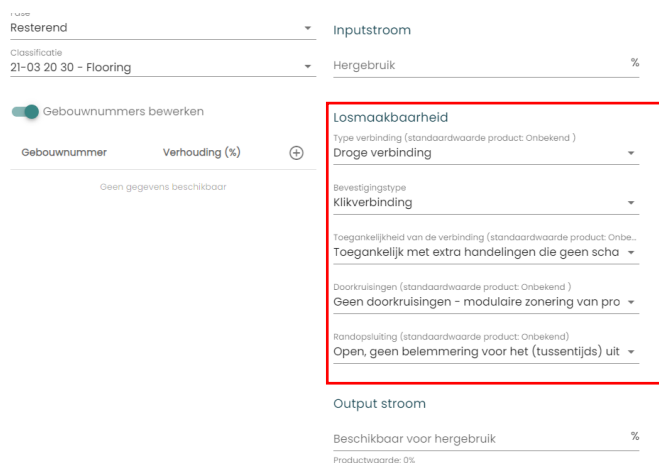 Resterend
Classificatie
21-03 20 30 - Flooring
Gebouwnummers bewerken
Gebouwnummer Verhouding (%)
Geen gegevens beschikbaar
Inputstroom
Hergebruik %
Losmaakbaarheid
Type verbinding (standaardwaarde product: Onbekend )
Droge verbinding
Bevestigingstype
Klikverbinding
Toegankelijkheid van de verbinding (standaardwaarde product: Onbe...
Toegankelijk met extra handelingen die geen scha
Doorkruisingen (standaardwaarde product: Onbekend )
Geen doorkruisingen - modulaire zonering van pro
Randopsluiting (standaardwaarde product: Onbekend)
Open, geen belemmering voor het (tussentijds) uit
Output stroom
Beschikbaar voor hergebruik %
Productwaarde: 0%